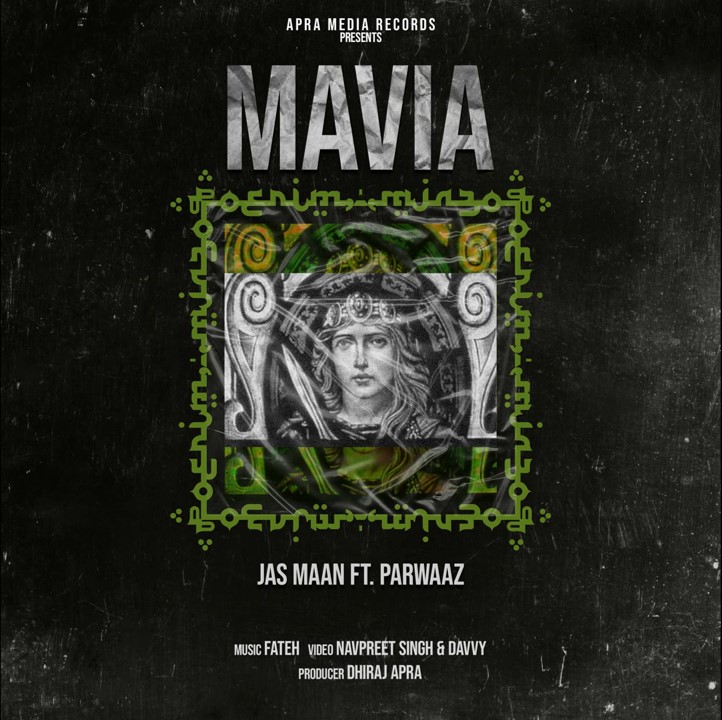 APRA MEDIA RECORDS
PRESENTS
MAVIA
JAS MAAN FT. PARWAAZ
MUSIC FATEH VIDEO NAVPREET SINGH & DAVVY
PRODUCER DHIRAJ APRA